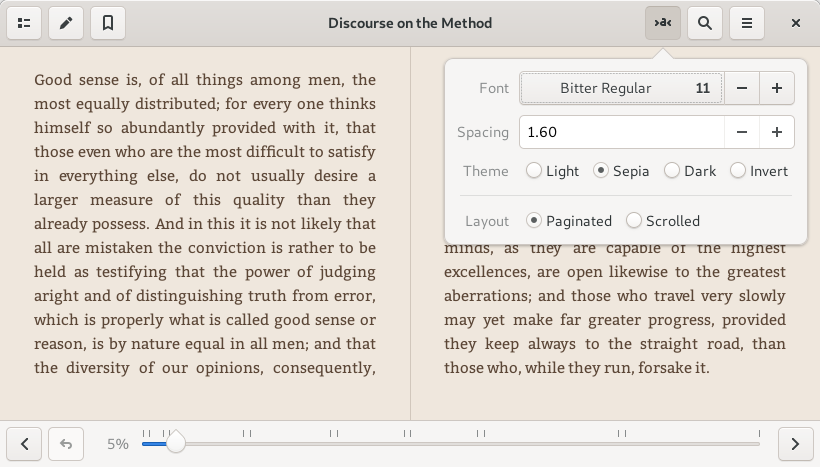 Discourse on the Method
›a‹
Good sense is, of all things among men, the
most equally distributed; for every one thinks
himself so abundantly provided with it, that
those even who are the most difficult to satisfy
in everything else, do not usually desire a
larger measure of this quality than they
already possess. And in this it is not likely that
all are mistaken the conviction is rather to be
held as testifying that the power of judging
aright and of distinguishing truth from error,
which is properly what is called good sense or
reason, is by nature equal in all men; and that
the diversity of our opinions, consequently,
Font Bitter Regular 11
Spacing 1.60
Theme Light Sepia Dark Invert
Layout Paginated Scrolled
minds, as they are capable of the highest
excellences, are open likewise to the greatest
aberrations; and those who travel very slowly
may yet make far greater progress, provided
they keep always to the straight road, than
those who, while they run, forsake it.
5%